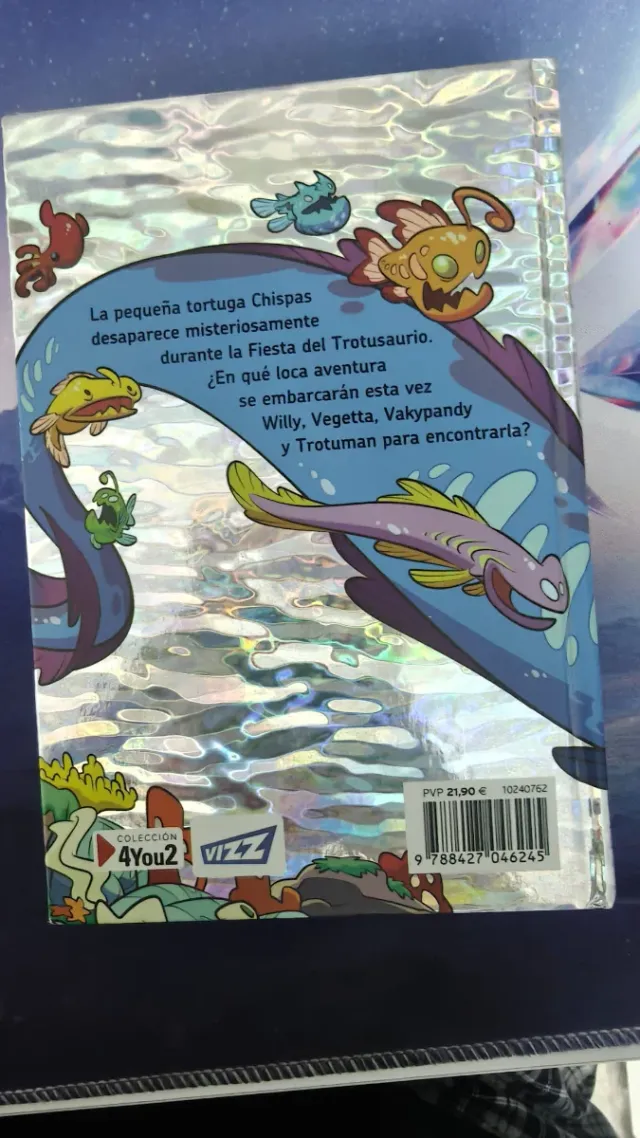 La pequeña tortuga Chispas
desaparece misteriosamente
durante la Fiesta del Trotusaurio.
¿En qué loca aventura
se embarcarán esta vez
Willy, Vegetta, Vakypandy
y Trotuman para encontrarla?
PVP 21,90 € 10240762
COLECCIÓN
4You2
VIZZ
9 788427 046245